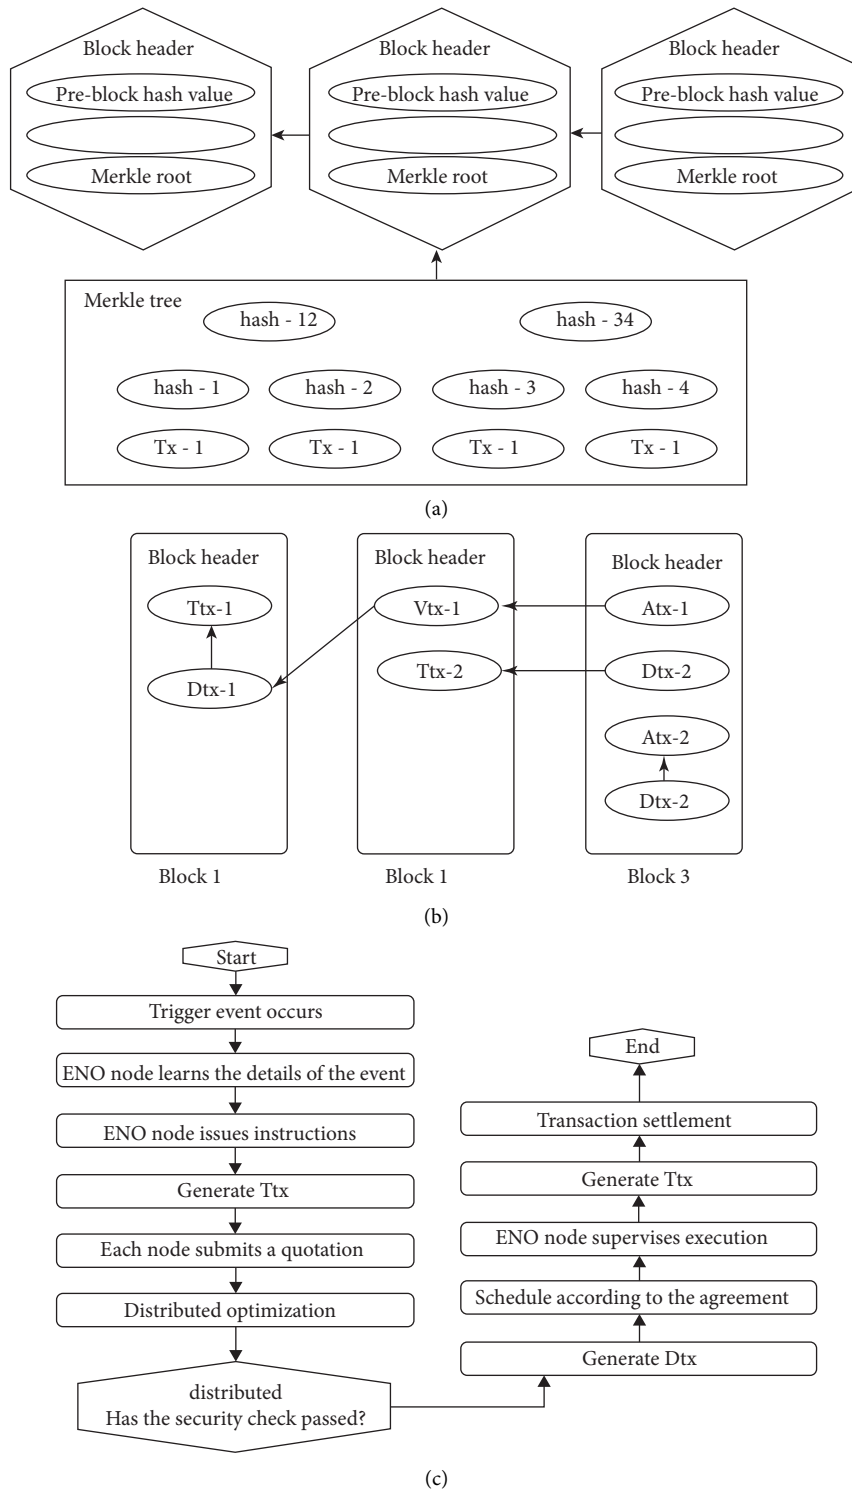 Block header
Pre-block hash value
Merkle root
Block header
Pre-block hash value
Merkle root
Block header
Pre-block hash value
Merkle root
Merkle tree
hash - 12
hash - 34
hash - 1
hash - 2
hash - 3
hash - 4
Tx - 1
Tx - 1
Tx - 1
Tx - 1
(a)
Block header
Ttx-1
Dtx-1
Block 1
Block header
Vtx-1
Ttx-2
Block 1
Block header
Atx-1
Dtx-2
Atx-2
Dtx-2
Block 3
(b)
Start
Trigger event occurs
ENO node learns the details of the event
ENO node issues instructions
Generate Ttx
Each node submits a quotation
Distributed optimization
distributed
Has the security check passed?
Generate Dtx
Schedule according to the agreement
ENO node supervises execution
Generate Ttx
Transaction settlement
End
(c)